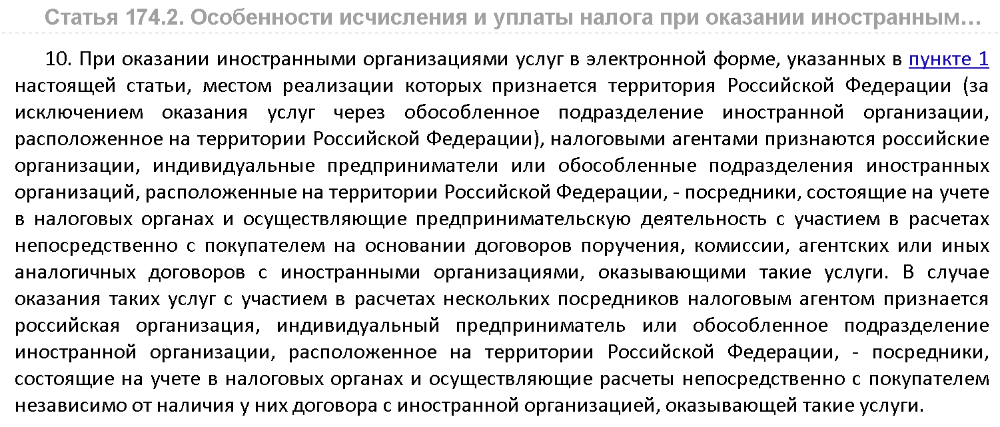 Статья 174.2. Особенности исчисления и уплаты налога при оказании иностранным...
10. При оказании иностранными организациями услуг в электронной форме, указанных в пункте 1
настоящей статьи, местом реализации которых признается территория Российской Федерации (за
исключением оказания услуг через обособленное подразделение иностранной организации,
расположенное на территории Российской Федерации), налоговыми агентами признаются российские
организации, индивидуальные предприниматели или обособленные подразделения иностранных
организаций, расположенные на территории Российской Федерации, - посредники, состоящие на учете
в налоговых органах и осуществляющие предпринимательскую деятельность с участием в расчетах
непосредственно с покупателем на основании договоров поручения, комиссии, агентских или иных
аналогичных договоров с иностранными организациями, оказывающими такие услуги. В случае
оказания таких услуг с участием в расчетах нескольких посредников налоговым агентом признается
российская организация, индивидуальный предприниматель или обособленное подразделение
иностранной организации, расположенное на территории Российской Федерации, - посредники,
состоящие на учете в налоговых органах и осуществляющие расчеты непосредственно с покупателем
независимо от наличия у них договора с иностранной организацией, оказывающей такие услуги.